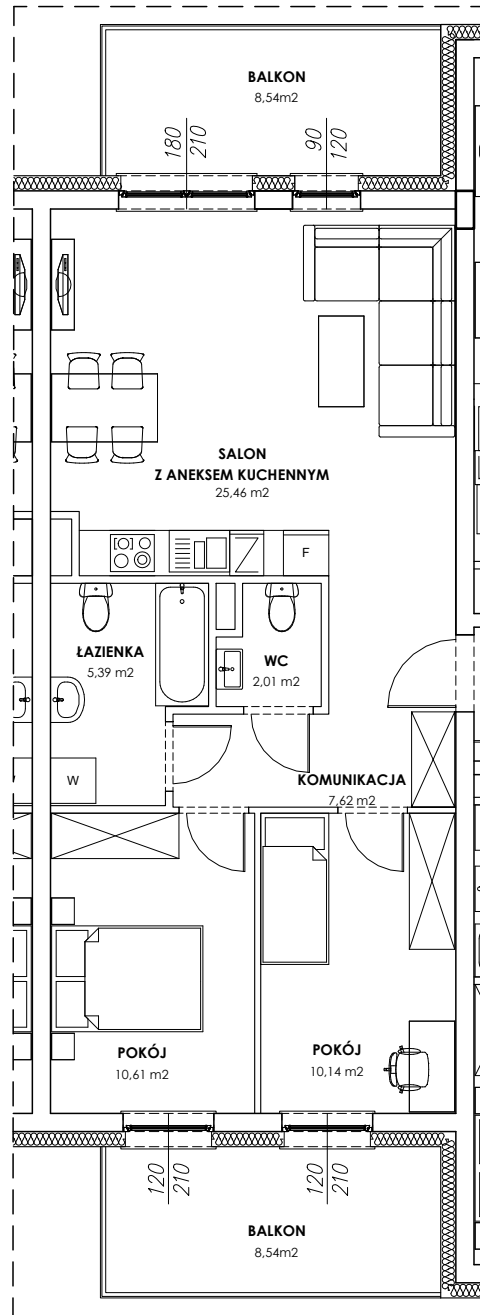 BALKON
8,54m2
180
210
90
120
SALON
Z ANEKSEM KUCHENNYM
25,46 m2
F
ŁAZIENKA
5,39 m2
WC
2,01 m2
W
KOMUNIKACJA
7,62 m2
POKÓJ
10,61 m2
POKÓJ
10,14 m2
120
210
120
210
BALKON
8,54m2